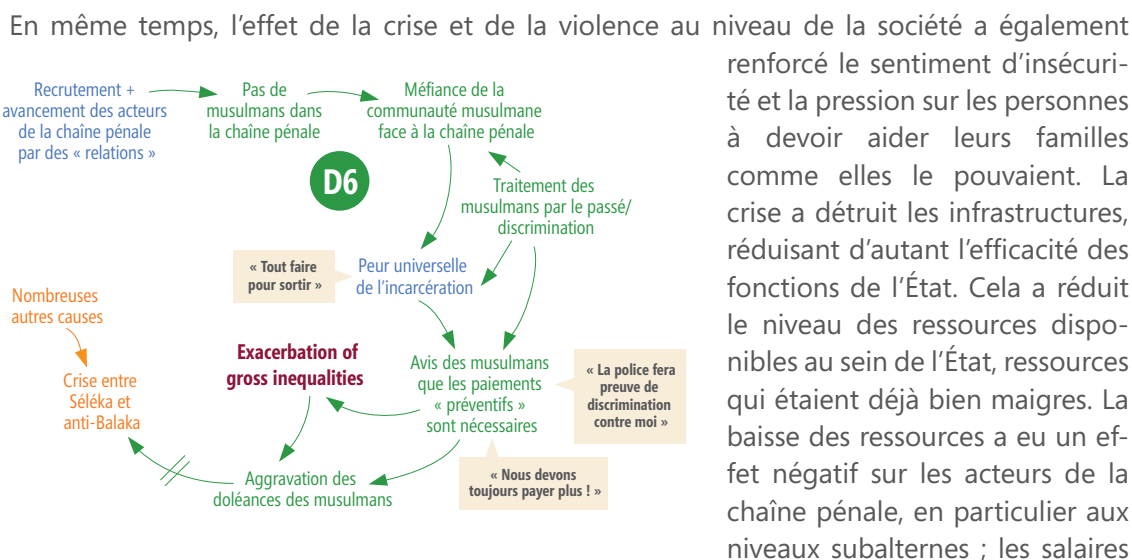 En même temps, l’effet de la crise et de la violence au niveau de la société a également
renforcé le sentiment d’insécuri-
té et la pression sur les personnes
à devoir aider leurs familles
comme elles le pouvaient. La
crise a détruit les infrastructures,
réduisant d’autant l’efficacité des
fonctions de l’État. Cela a réduit
le niveau des ressources dispo-
nibles au sein de l’État, ressources
qui étaient déjà bien maigres. La
baisse des ressources a eu un ef-
fet négatif sur les acteurs de la
chaîne pénale, en particulier aux
niveaux subalternes ; les salaires
Recrutement +
avancement des acteurs
de la chaîne pénale
par des « relations »
Pas de
musulmans dans
la chaîne pénale
Méfiance de la
communauté musulmane
face à la chaîne pénale
D6
Traitement des
musulmans par le passé/
discrimination
« Tout faire
pour sortir »
Peur universelle
de l’incarcération
Nombreuses
autres causes
Crise entre
Séléka et
anti-Balaka
Exacerbation of
gross inequalities
Avis des musulmans
que les paiements
« préventifs »
sont nécessaires
« La police fera
preuve de
discrimination
contre moi »
Aggravation des
doléances des musulmans
« Nous devons
toujours payer plus ! »